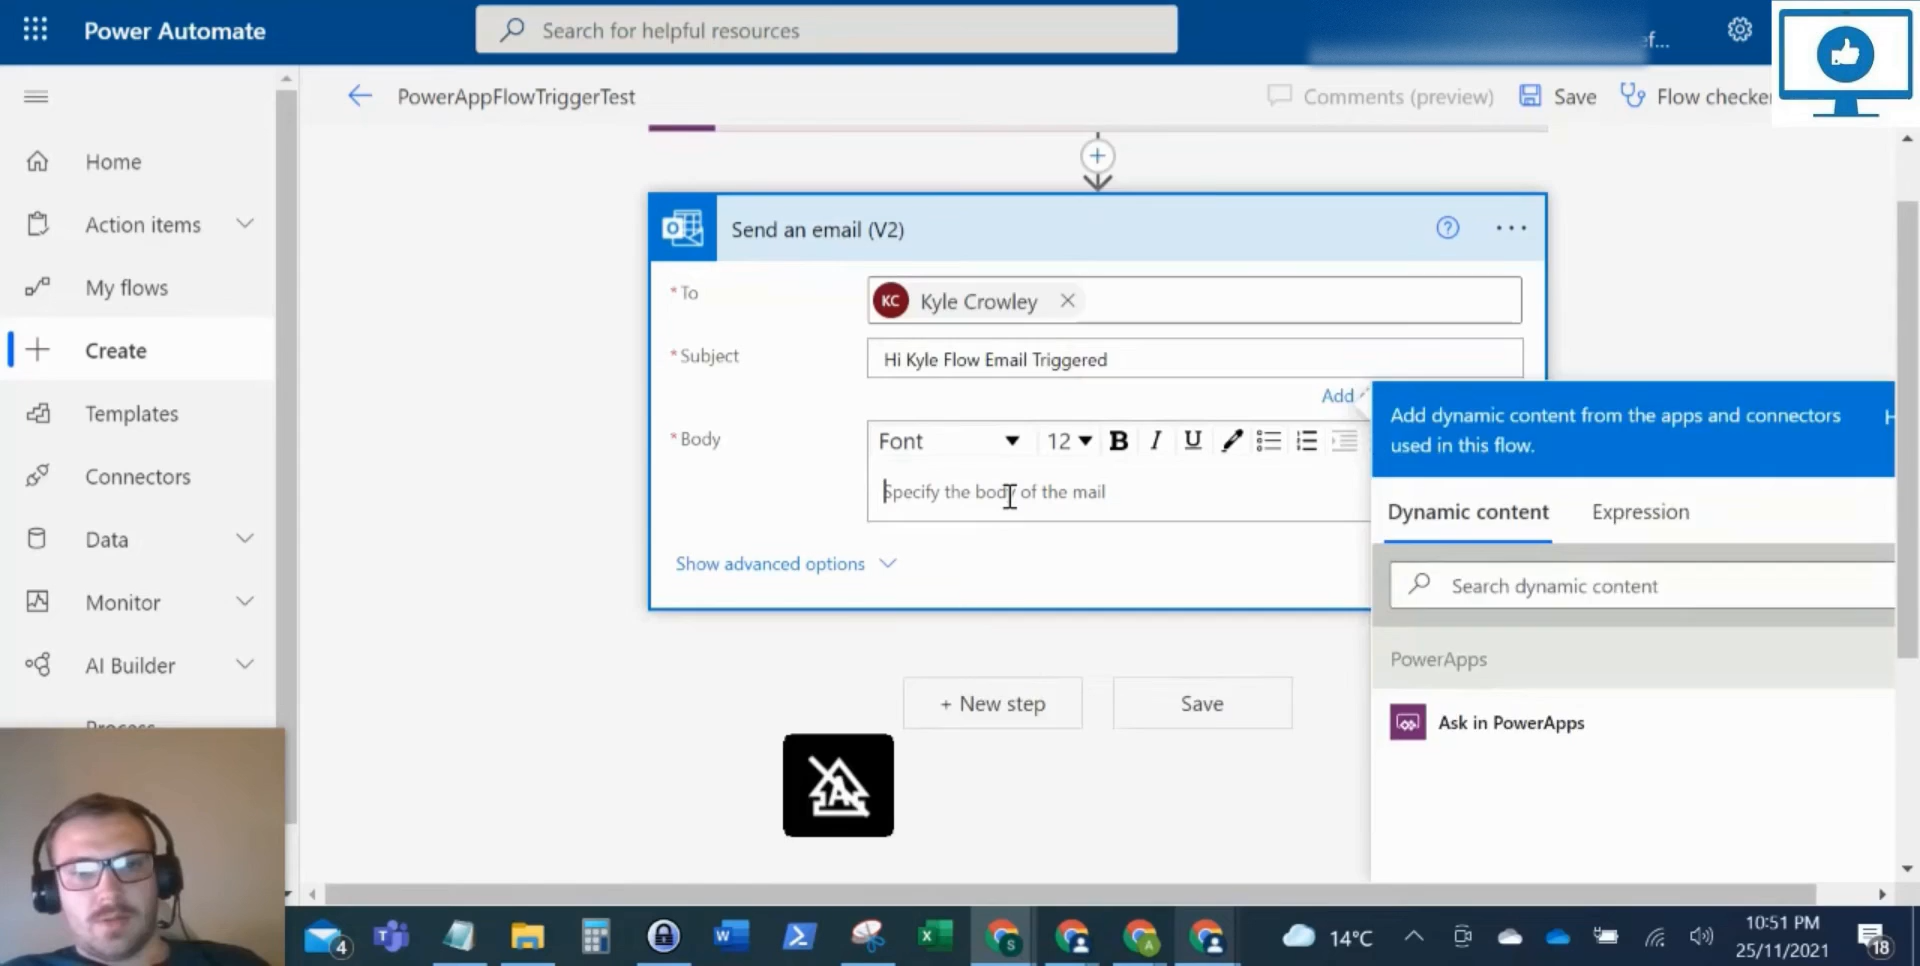 Power Automate
Search for helpful resources
ef...
PowerAppFlowTriggerTest
Comments (preview)
Save
Flow checker
Home
Action items
My flows
Create
Templates
Connectors
Data
Monitor
AI Builder
Process
Send an email (V2)
?
* To
KC
Kyle Crowley
* Subject
Hi Kyle Flow Email Triggered
Add
* Body
Font
12
B
I
U
Specify the body of the mail
Show advanced options
+ New step
Save
Add dynamic content from the apps and connectors
H
used in this flow.
Dynamic content
Expression
Search dynamic content
PowerApps
Ask in PowerApps
A
4
S
A
14°C
10:51 PM
25/11/2021
18